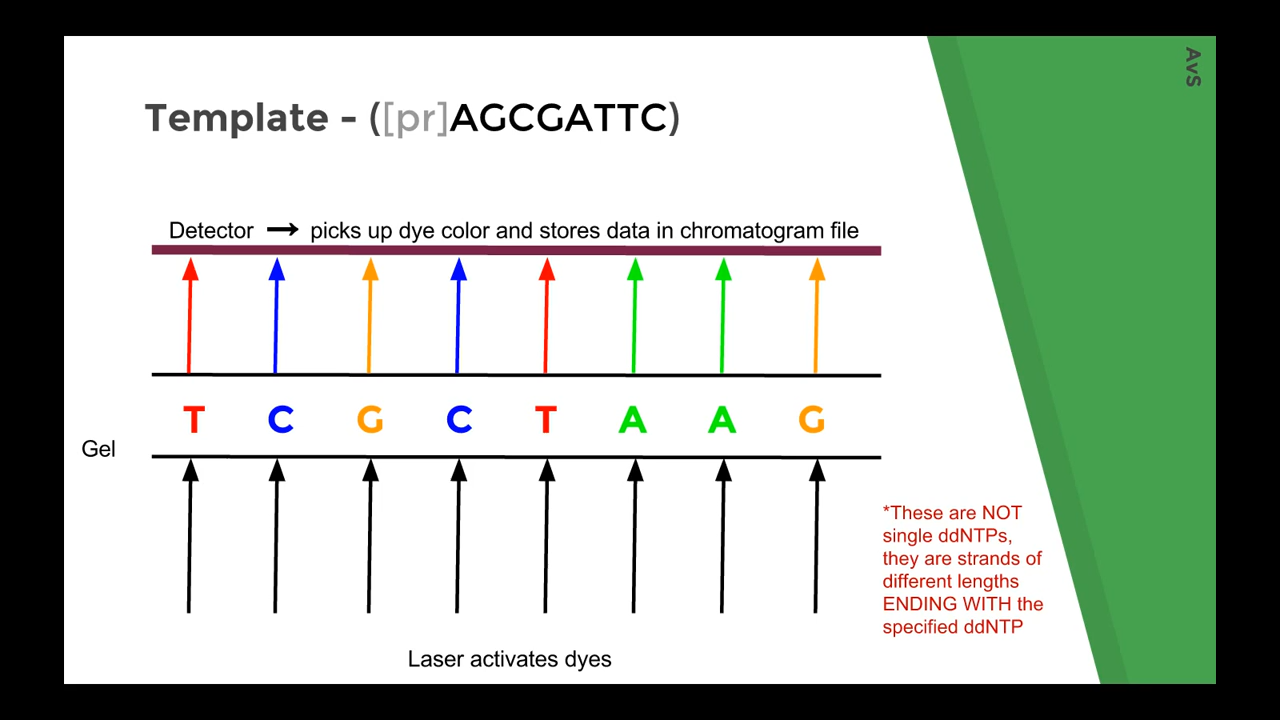 AvS
Template - ([pr]AGCGATTC)
Detector → picks up dye color and stores data in chromatogram file
T C G C T A A G
Gel
*These are NOT
single ddNTPs,
they are strands of
different lengths
ENDING WITH the
specified ddNTP
Laser activates dyes